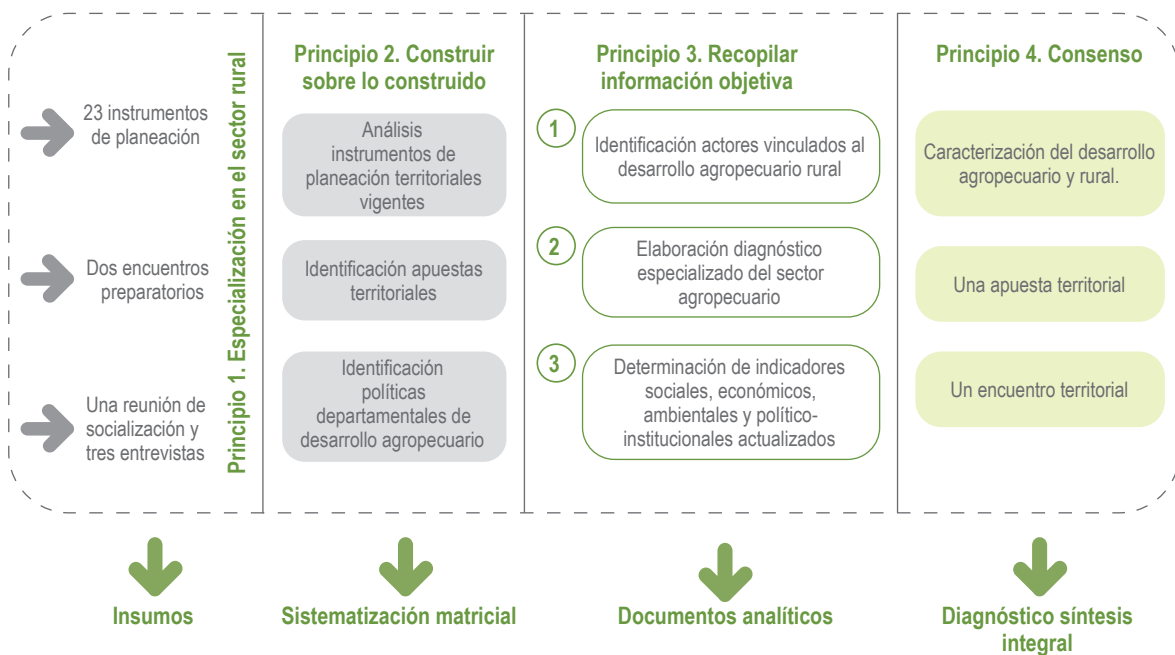 23 instrumentos
de planeación
Dos encuentros
preparatorios
Una reunión de
socialización y
tres entrevistas
Principio 1. Especialización en el sector rural
Principio 2. Construir
sobre lo construido
Análisis
instrumentos de
planeación territoriales
vigentes
Identificación apuestas
territoriales
Identificación
políticas
departamentales de
desarrollo agropecuario
Principio 3. Recopilar
información objetiva
1
Identificación actores vinculados al
desarrollo agropecuario rural
2
Elaboración diagnóstico
especializado del sector
agropecuario
3
Determinación de indicadores
sociales, económicos,
ambientales y político-
institucionales actualizados
Principio 4. Consenso
Caracterización del desarrollo
agropecuario y rural.
Una apuesta territorial
Un encuentro territorial
Insumos
Sistematización matricial
Documentos analíticos
Diagnóstico síntesis
integral